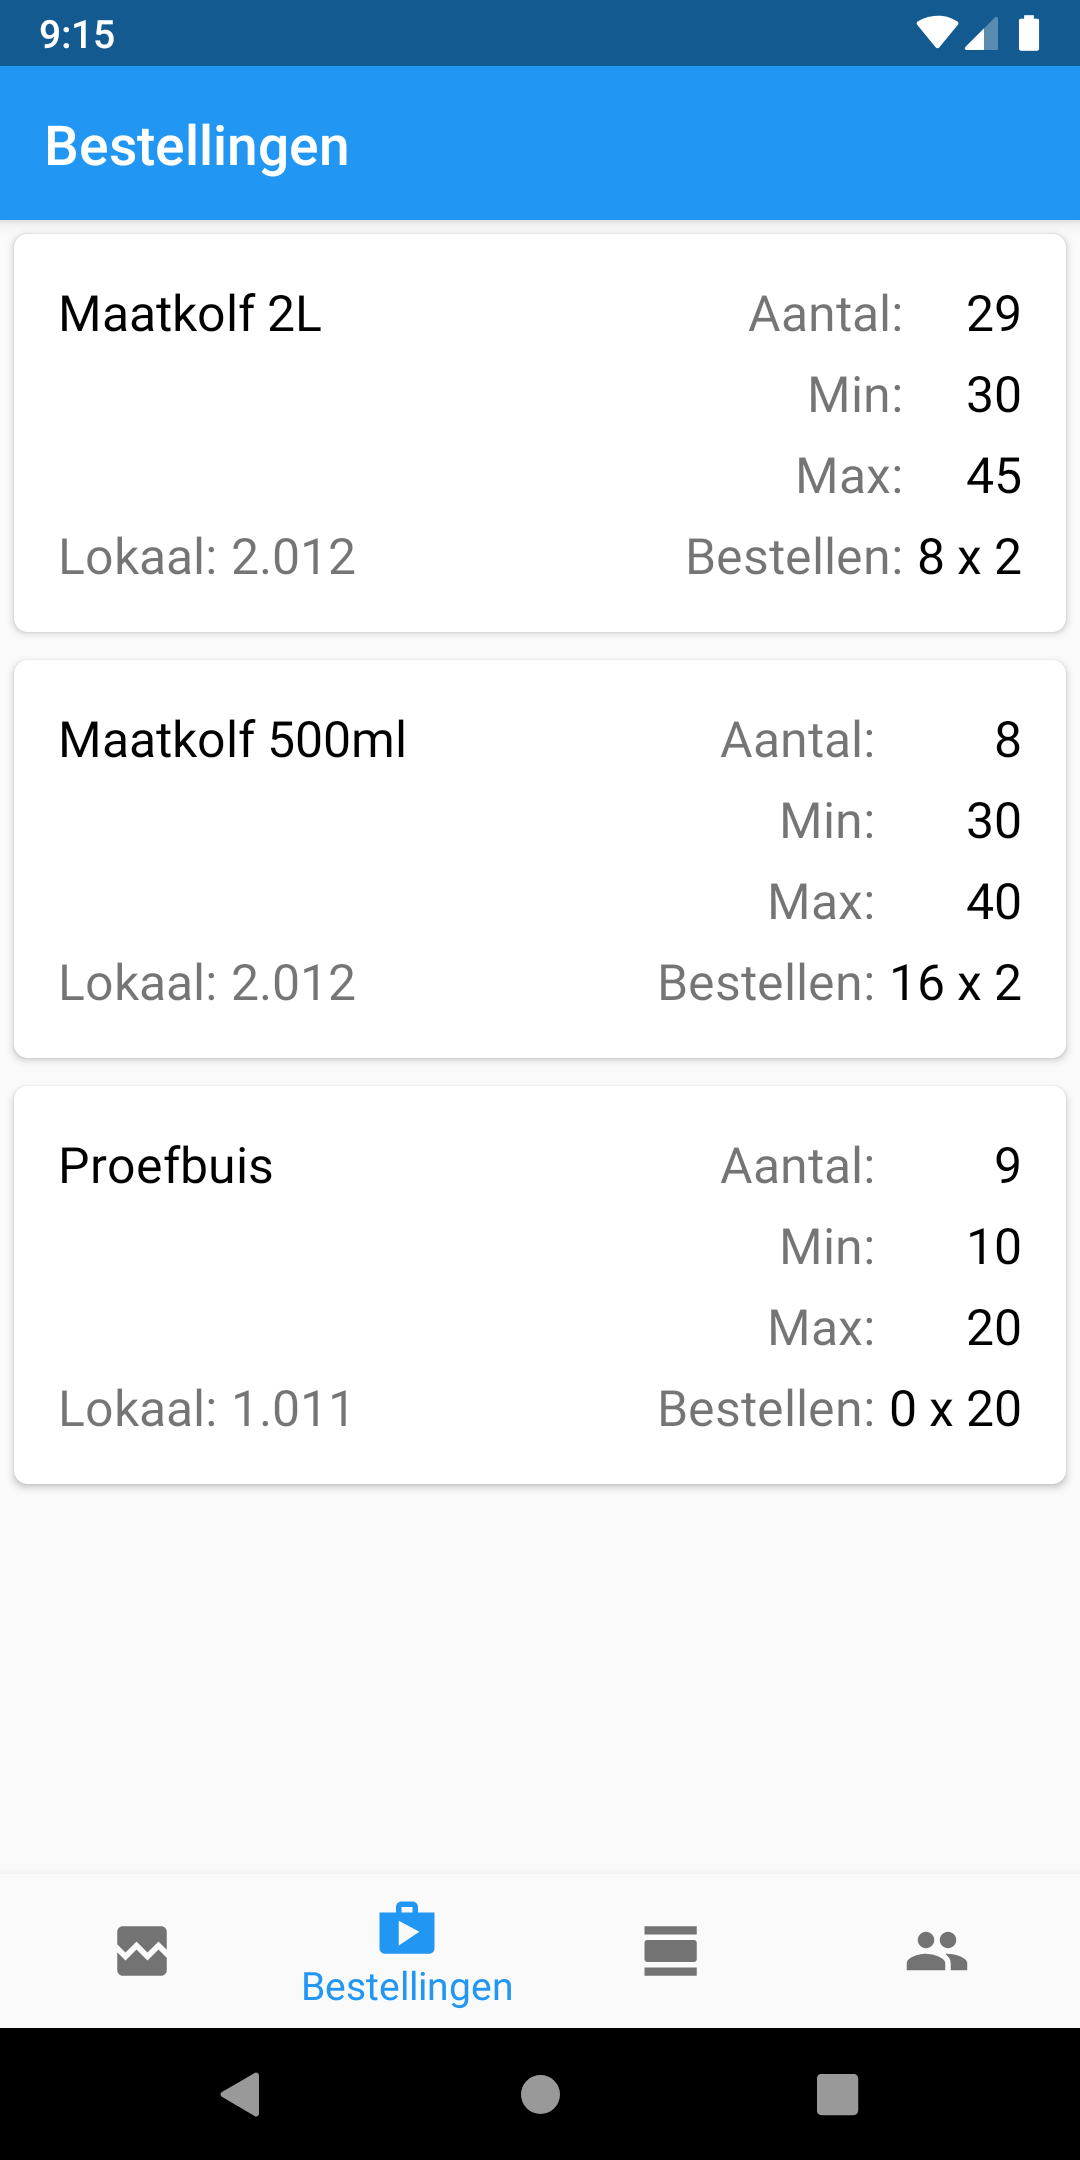 9:15
Bestellingen
Maatkolf 2L Aantal: 29
Min: 30
Max: 45
Lokaal: 2.012 Bestellen: 8 x 2
Maatkolf 500ml Aantal: 8
Min: 30
Max: 40
Lokaal: 2.012 Bestellen: 16 x 2
Proefbuis Aantal: 9
Min: 10
Max: 20
Lokaal: 1.011 Bestellen: 0 x 20
Bestellingen